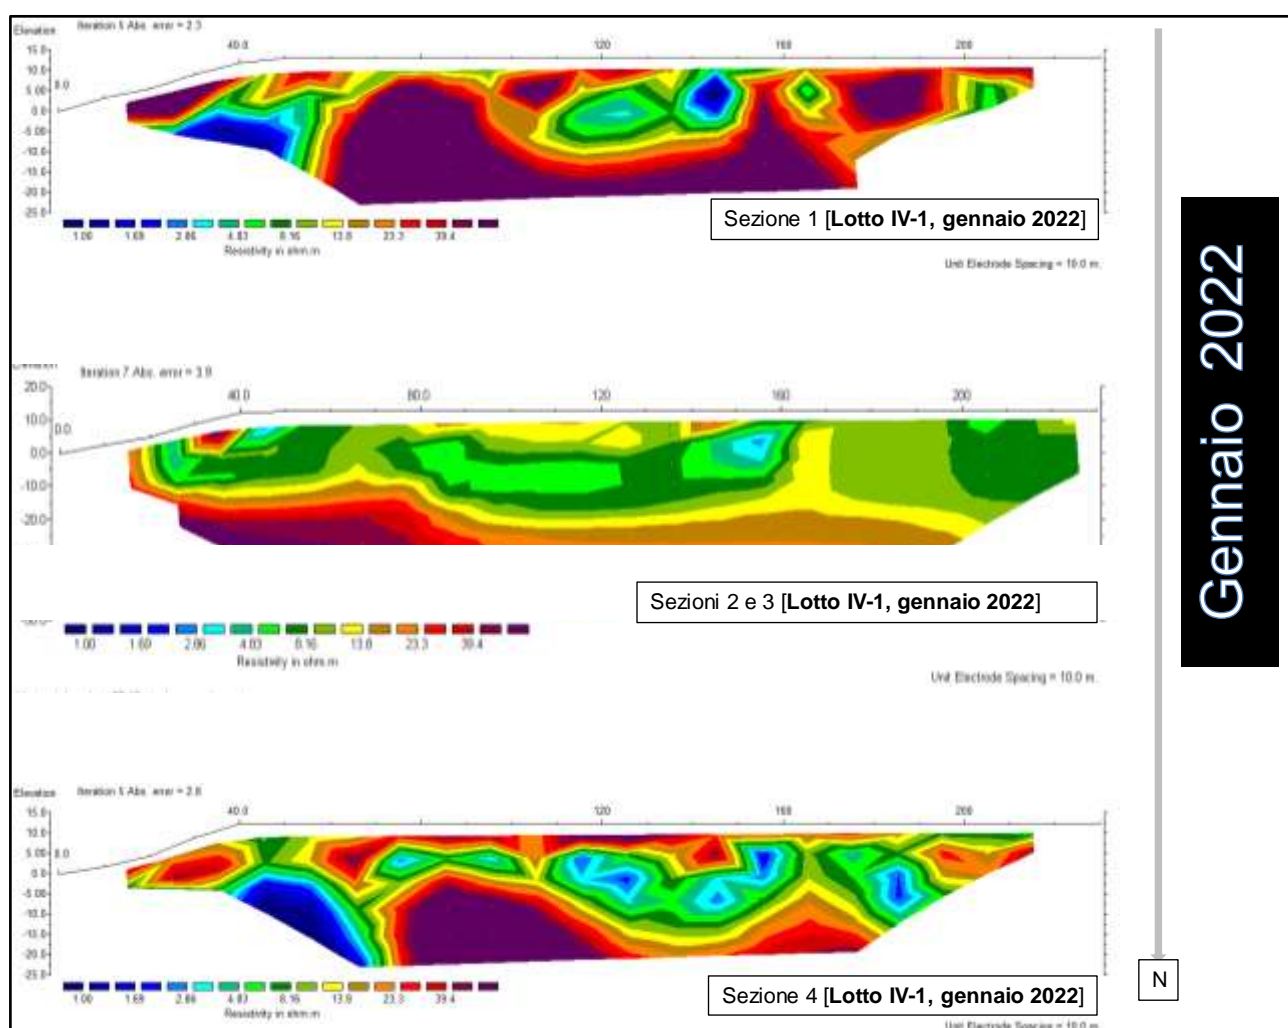 Elevation
Iteration 5 Abs. error = 2.3
40.0 120 160 200
15.0
10.0
5.00
0.0
-5.00
-10.0
-15.0
-20.0
-25.0
0.0
Sezione 1 [Lotto IV-1, gennaio 2022]
1.00 1.69 2.86 4.83 8.16 13.8 23.3 39.4
Resistivity in ohm.m
Unit Electrode Spacing = 10.0 m.
Iteration 7 Abs. error = 3.9
40.0 80.0 120 160 200
20.0
10.0
0.0
-10.0
-20.0
0.0
Sezioni 2 e 3 [Lotto IV-1, gennaio 2022]
1.00 1.69 2.86 4.83 8.16 13.8 23.3 39.4
Resistivity in ohm.m
Unit Electrode Spacing = 10.0 m.
Elevation
Iteration 5 Abs. error = 2.8
40.0 120 160 200
15.0
10.0
5.00
0.0
-5.00
-10.0
-15.0
-20.0
-25.0
0.0
Sezione 4 [Lotto IV-1, gennaio 2022]
1.00 1.69 2.86 4.83 8.16 13.8 23.3 39.4
Resistivity in ohm.m
Unit Electrode Spacing = 10.0 m.
Gennaio 2022
N